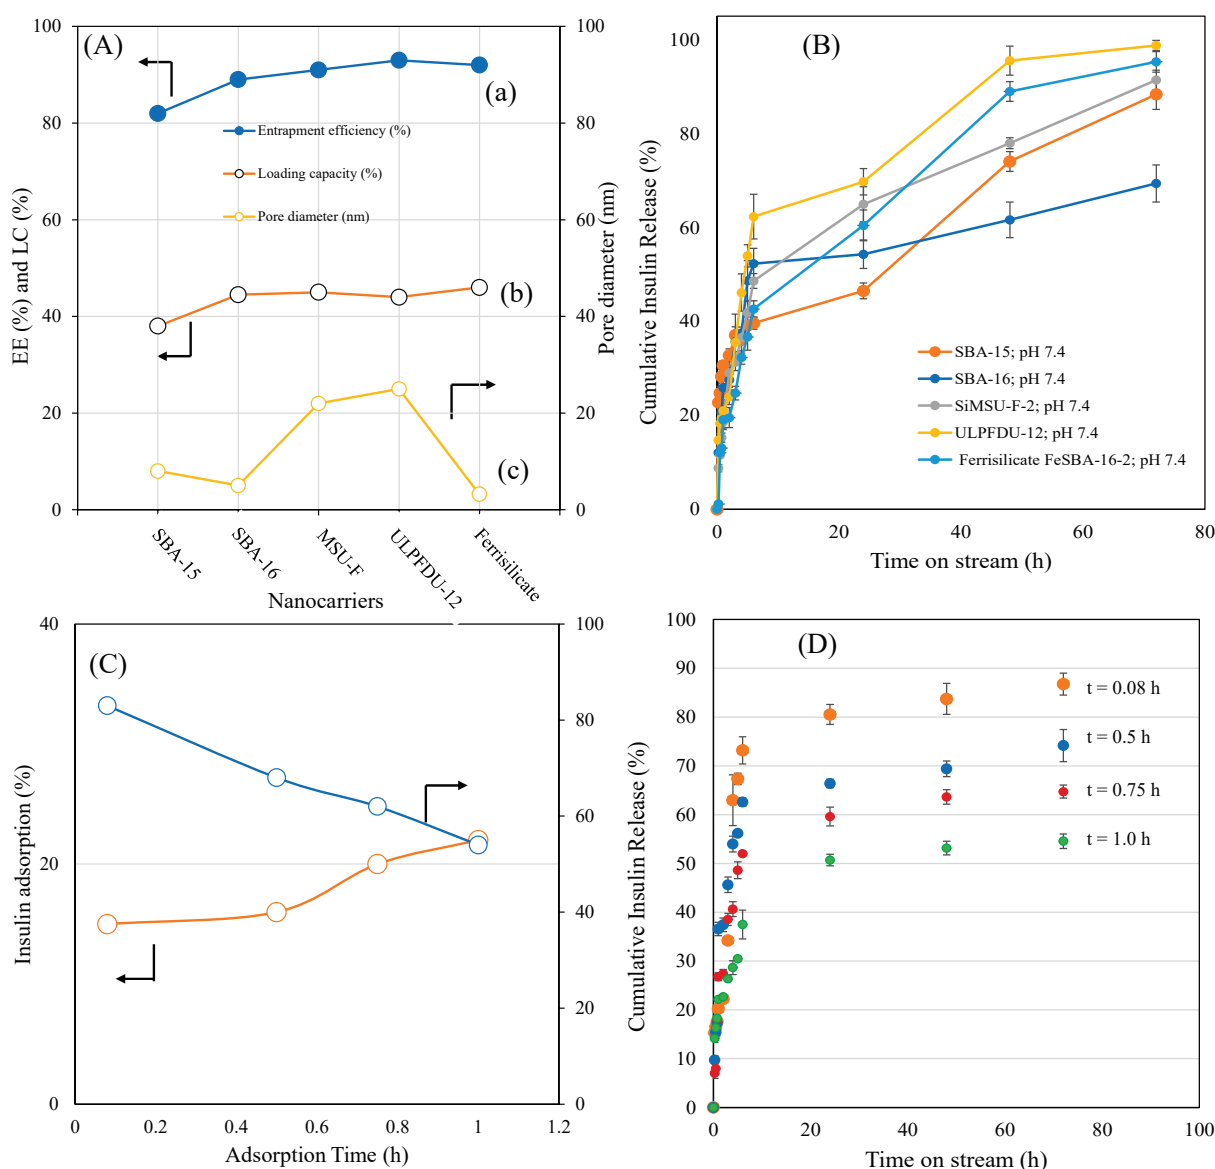 (A)
(a)
(b)
(c)
100
80
60
40
20
0
EE (%) and LC (%)
Entrapment efficiency (%)
Loading capacity (%)
Pore diameter (nm)
100
80
60
40
20
0
Pore diameter (nm)
SBA-15
SBA-16
MSU-F
ULPFDU-12
Ferrisilicate
Nanocarriers
(B)
100
80
60
40
20
0
Cumulative Insulin Release (%)
SBA-15; pH 7.4
SBA-16; pH 7.4
SiMSU-F-2; pH 7.4
ULPFDU-12; pH 7.4
Ferrisilicate FeSBA-16-2; pH 7.4
0 20 40 60 80
Time on stream (h)
(C)
40
20
0
Insulin adsorption (%)
100
80
60
40
20
0
0 0.2 0.4 0.6 0.8 1 1.2
Adsorption Time (h)
(D)
100
90
80
70
60
50
40
30
20
10
0
Cumulative Insulin Release (%)
t = 0.08 h
t = 0.5 h
t = 0.75 h
t = 1.0 h
0 20 40 60 80 100
Time on stream (h)